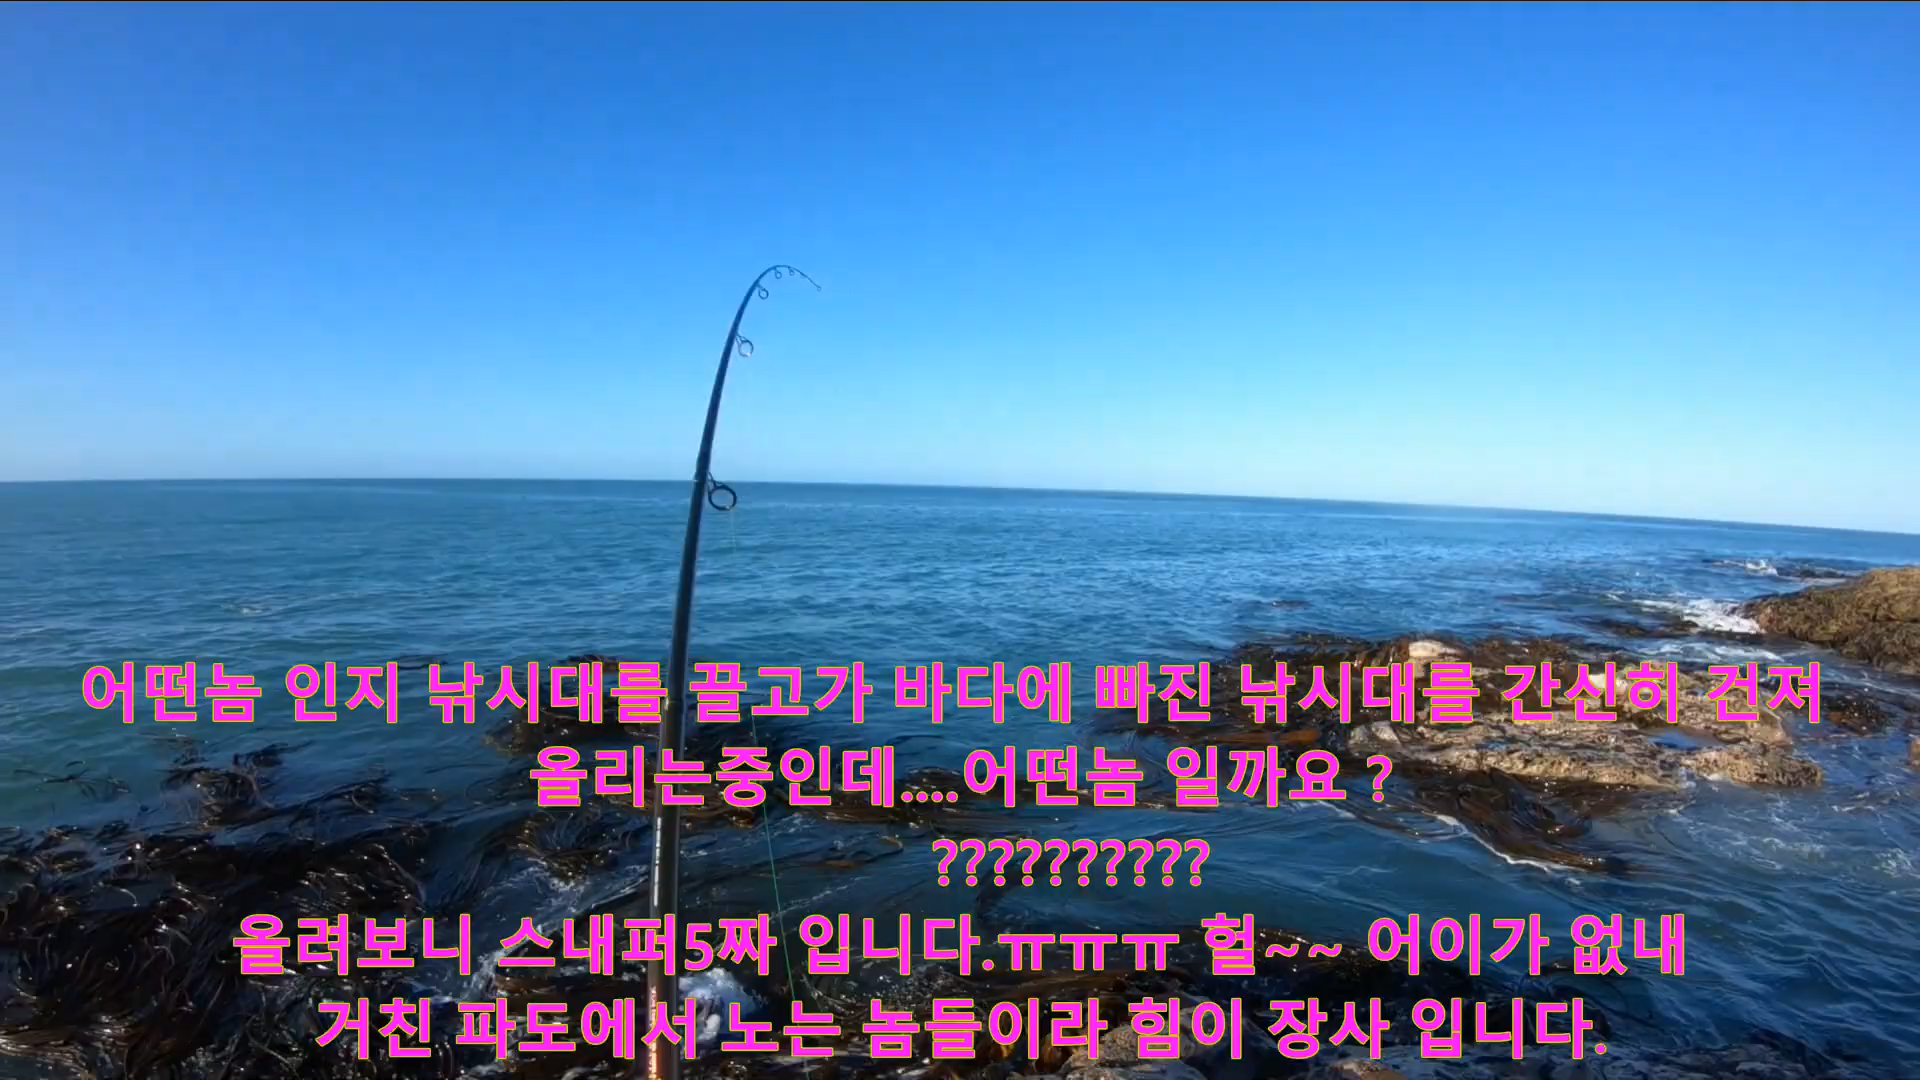 어떤놈 인지 낚시대를 끌고가 바다에 빠진 낚시대를 간신히 건져
올리는중인데....어떤놈 일까요 ?
??????????
올려보니 스내퍼5짜 입니다.ㅠㅠㅠ 헐~~ 어이가 없내
거친 파도에서 노는 놈들이라 힘이 장사 입니다.